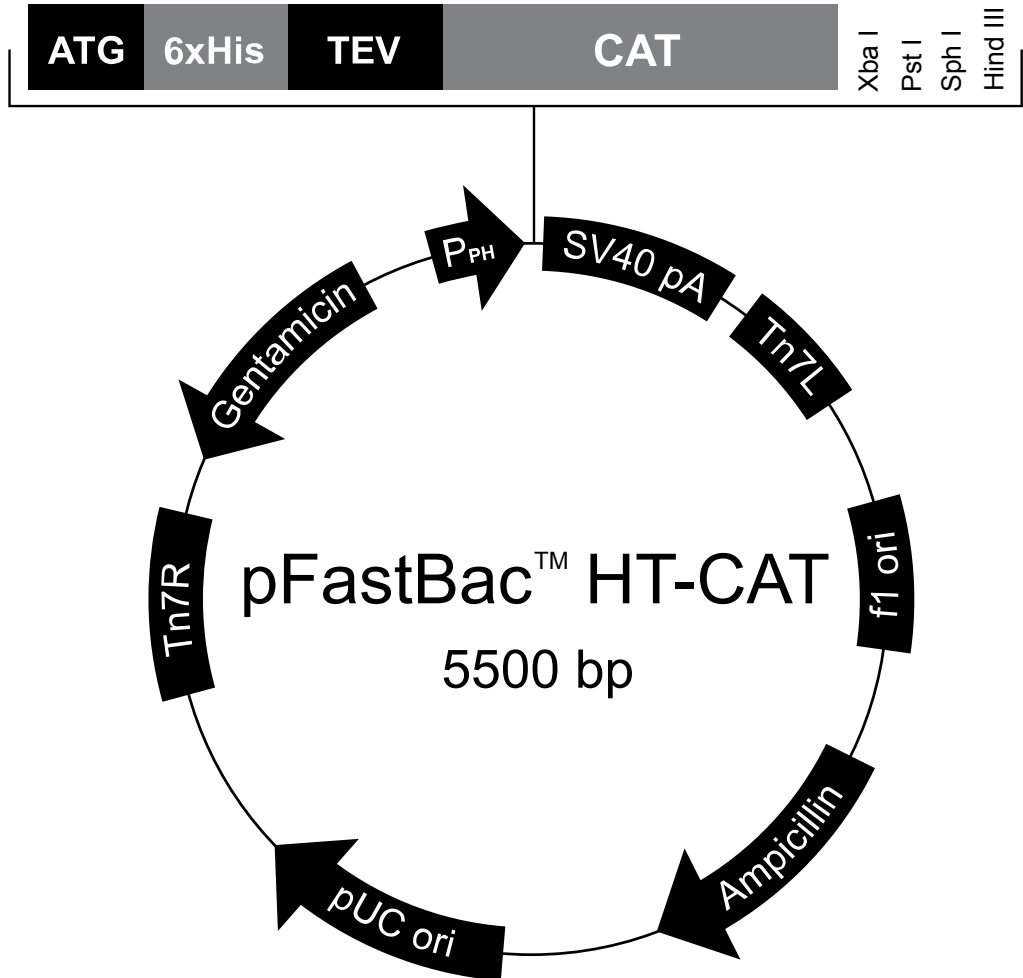 ATG 6xHis TEV CAT
Xba I
Pst I
Sph I
Hind III
PPH
SV40 pA
Tn7L
f1 ori
Ampicillin
pUC ori
Tn7R
Gentamicin
pFastBac™ HT-CAT
5500 bp